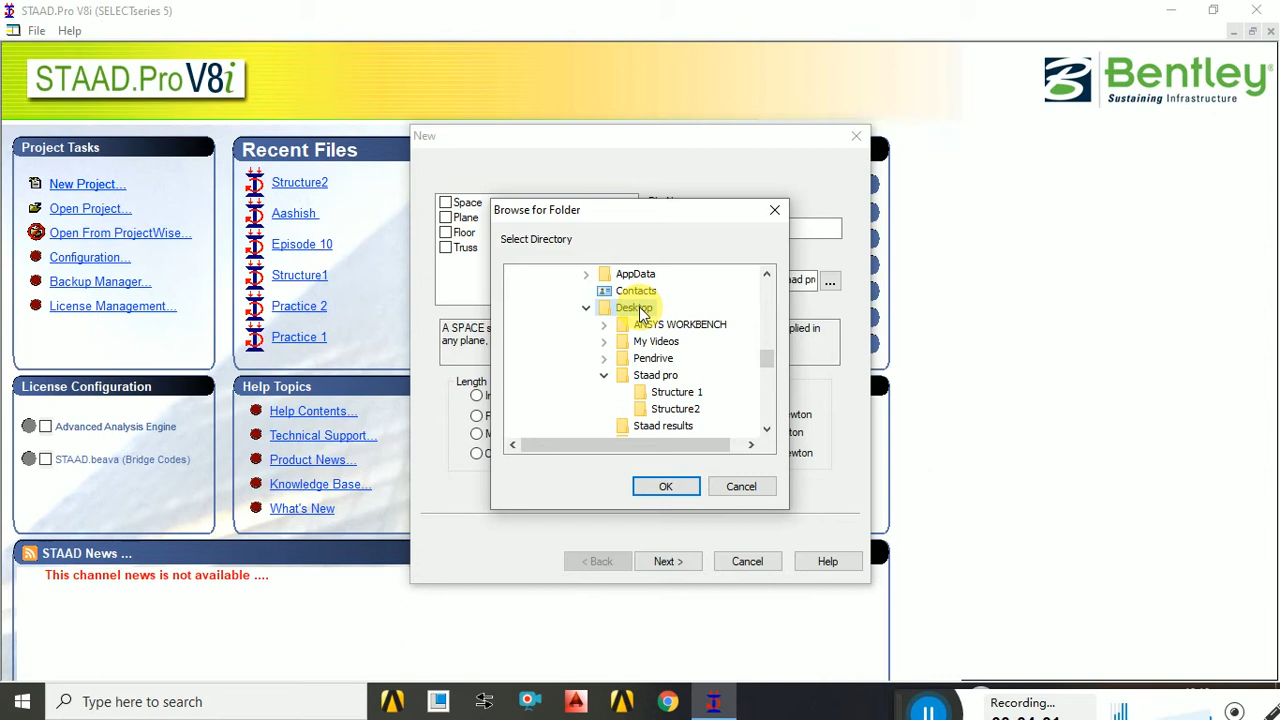 STAAD.Pro V8i (SELECTseries 5)
File Help
STAAD.Pro V8i
Bentley®
Sustaining Infrastructure
Project Tasks
New Project...
Open Project...
Open From ProjectWise...
Configuration...
Backup Manager...
License Management...
Recent Files
Structure2
Aashish
Episode 10
Structure1
Practice 2
Practice 1
License Configuration
Advanced Analysis Engine
STAAD.beava (Bridge Codes)
Help Topics
Help Contents...
Technical Support...
Product News...
Knowledge Base...
What's New
STAAD News ...
This channel news is not available ....
New
Space
Plane
Floor
Truss
aad pro
...
A SPACE s
any plane,
plied in
Length
ewton
wton
ewton
< Back
Next >
Cancel
Help
Browse for Folder
Select Directory
AppData
Contacts
Desktop
ANSYS WORKBENCH
My Videos
Pendrive
Staad pro
Structure 1
Structure2
Staad results
OK
Cancel
Type here to search
Recording...